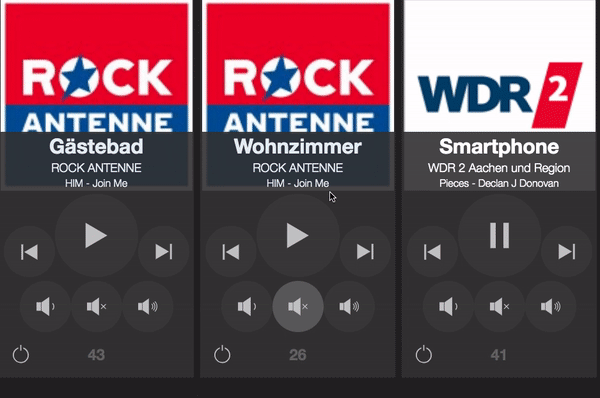 ROCK
ANTENNE
Gästebad
ROCK ANTENNE
HIM - Join Me
43
ROCK
ANTENNE
Wohnzimmer
ROCK ANTENNE
HIM - Join Me
26
WDR 2
Smartphone
WDR 2 Aachen und Region
Pieces - Declan J Donovan
41